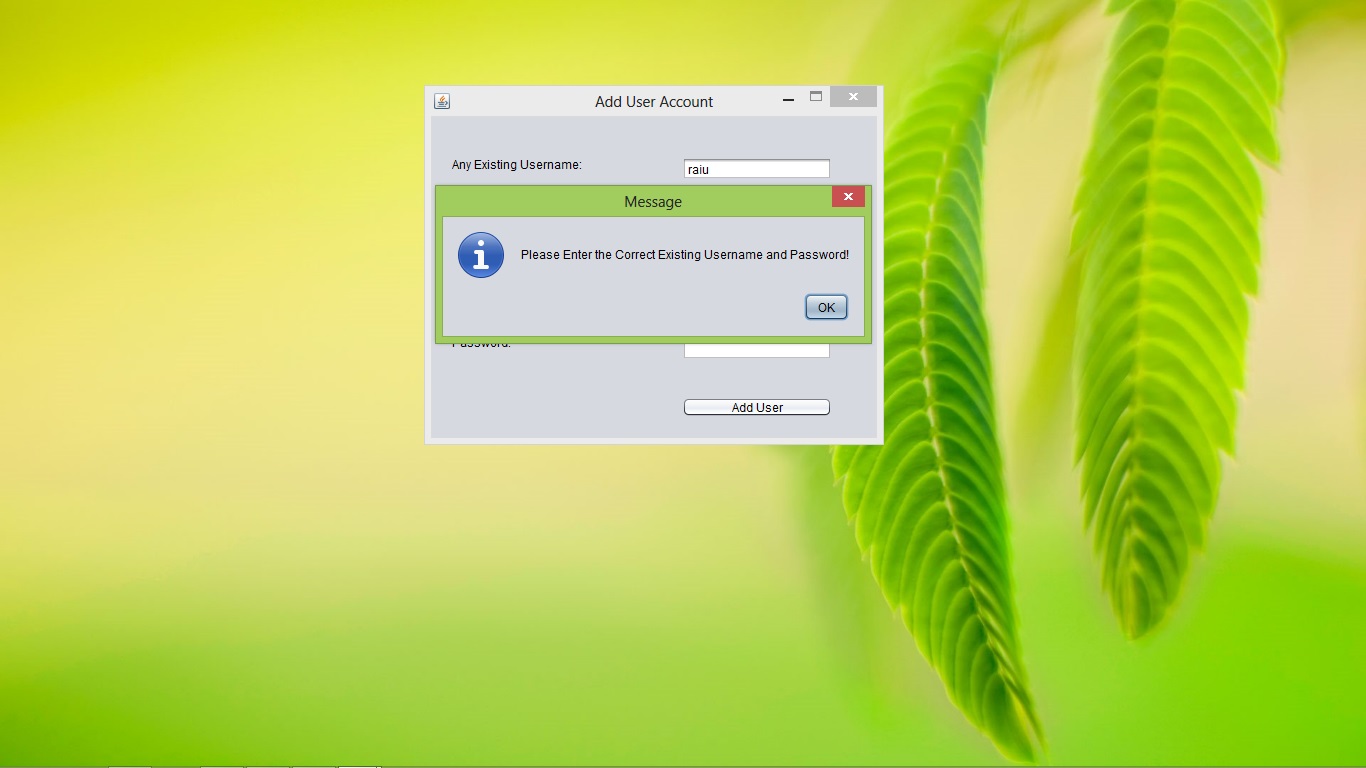 Add User Account
Any Existing Username:
raiu
Message
Please Enter the Correct Existing Username and Password!
OK
Password:
Add User